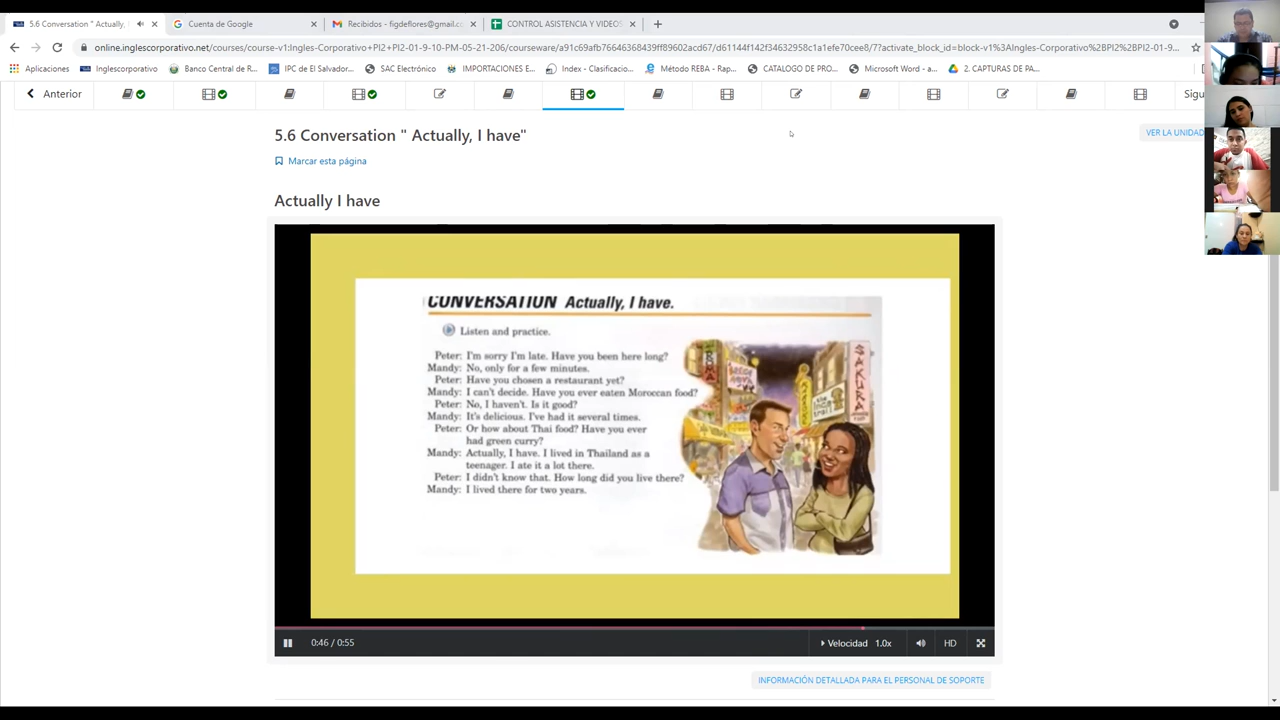 5.6 Conversation " Actually, I
Cuenta de Google
Recibidos - figdeflores@gmail.c
CONTROL ASISTENCIA Y VIDEOS
online.inglescorporativo.net/courses/course-v1:Ingles-Corporativo+PI2+PI2-01-9-10-PM-05-21-206/courseware/a91c69afb76646368439ff89602acd67/d61144f142f34632958c1a1efe70cee8/7?activate_block_id=block-v1%3AIngles-Corporativo%2BPI2%2BPI2-01-9...
Aplicaciones
Inglescorporativo
Banco Central de R...
IPC de El Salvador...
SAC Electrónico
IMPORTACIONES E...
Index - Clasificacio...
Método REBA - Rap...
CATALOGO DE PRO...
Microsoft Word - a...
2. CAPTURAS DE PA...
Anterior
Sigu
5.6 Conversation " Actually, I have"
VER LA UNIDAD
Marcar esta página
Actually I have
CONVERSATION Actually, I have.
Listen and practice.
Peter: I'm sorry I'm late. Have you been here long?
Mandy: No, only for a few minutes.
Peter: Have you chosen a restaurant yet?
Mandy: I can't decide. Have you ever eaten Moroccan food?
Peter: No, I haven't. Is it good?
Mandy: It's delicious. I've had it several times.
Peter: Or how about Thai food? Have you ever
had green curry?
Mandy: Actually, I have. I lived in Thailand as a
teenager. I ate it a lot there.
Peter: I didn't know that. How long did you live there?
Mandy: I lived there for two years.
SAKURA
0:46 / 0:55
Velocidad 1.0x
HD
INFORMACIÓN DETALLADA PARA EL PERSONAL DE SOPORTE